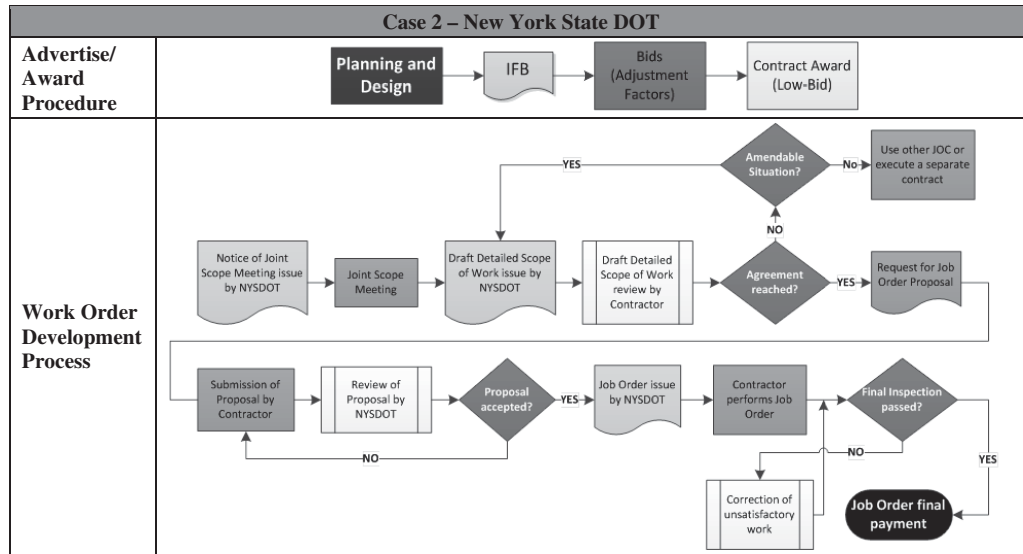 Case 2 – New York State DOT
Advertise/
Award
Procedure
Planning and
Design
IFB
Bids
(Adjustment
Factors)
Contract Award
(Low-Bid)
Work Order
Development
Process
Amendable
Situation?
YES
No
Use other JOC or
execute a separate
contract
NO
Notice of Joint
Scope Meeting issue
by NYSDOT
Joint Scope
Meeting
Draft Detailed Scope
of Work issue by
NYSDOT
Draft Detailed
Scope of Work
review by
Contractor
Agreement
reached?
YES
Request for Job
Order Proposal
Submission of
Proposal by
Contractor
Review of
Proposal by
NYSDOT
Proposal
accepted?
YES
Job Order issue
by NYSDOT
Contractor
performs Job
Order
Final Inspection
passed?
NO
NO
YES
Correction of
unsatisfactory
work
Job Order final
payment